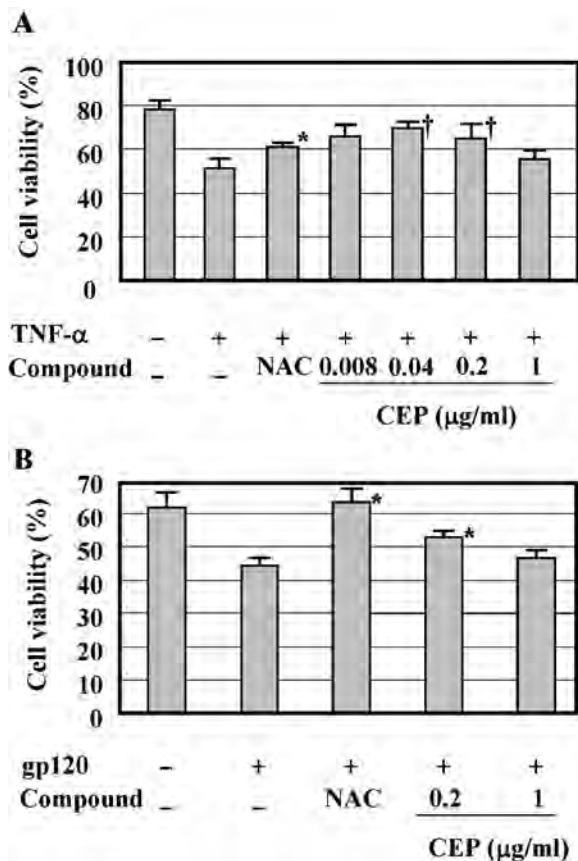 A
100
80
60
40
20
0
Cell viability (%)
* † †
TNF-α – + + + + + +
Compound – – NAC 0.008 0.04 0.2 1
CEP (μg/ml)
B
70
60
50
40
30
20
10
0
Cell viability (%)
* *
gp120 – + + + +
Compound – – NAC 0.2 1
CEP (μg/ml)